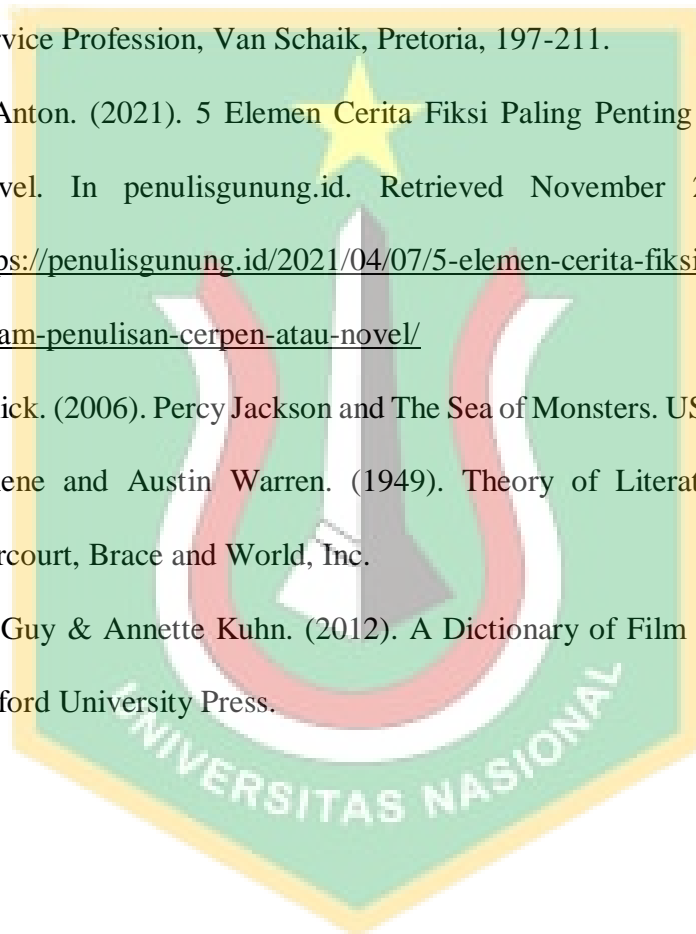 rvice Profession, Van Schaik, Pretoria, 197-211.
Anton. (2021). 5 Elemen Cerita Fiksi Paling Penting
vel. In penulisgunung.id. Retrieved November 2
ps://penulisgunung.id/2021/04/07/5-elemen-cerita-fiksi
am-penulisan-cerpen-atau-novel/
ick. (2006). Percy Jackson and The Sea of Monsters. US
ene and Austin Warren. (1949). Theory of Literat
rcourt, Brace and World, Inc.
Guy & Annette Kuhn. (2012). A Dictionary of Film
ford University Press.
UNIVERSITAS NASIONAL